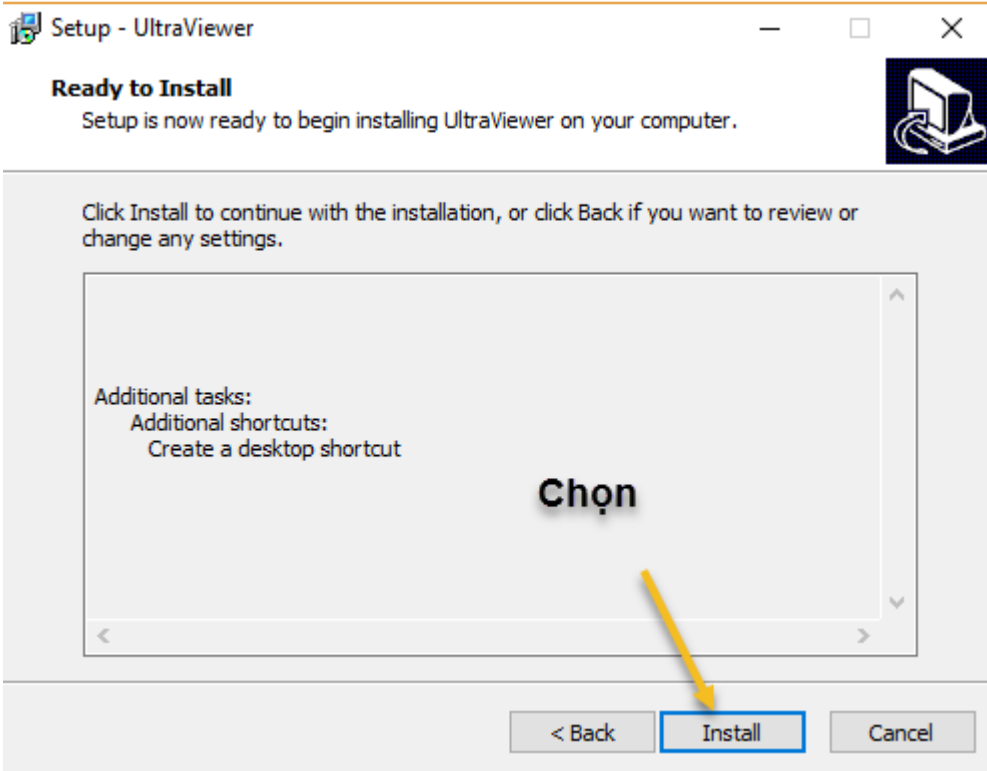 Setup - UltraViewer
Ready to Install
Setup is now ready to begin installing UltraViewer on your computer.
Click Install to continue with the installation, or click Back if you want to review or
change any settings.
Additional tasks:
Additional shortcuts:
Create a desktop shortcut
Chọn
< Back
Install
Cancel